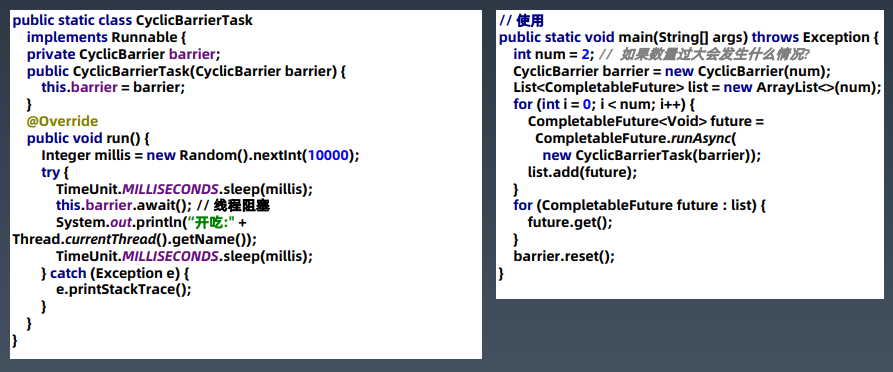 public static class CyclicBarrierTask
implements Runnable {
private CyclicBarrier barrier;
public CyclicBarrierTask(CyclicBarrier barrier) {
this.barrier = barrier;
}
@Override
public void run() {
Integer millis = new Random().nextInt(10000);
try {
TimeUnit.MILLISECONDS.sleep(millis);
this.barrier.await(); // 线程阻塞
System.out.println(“开吃:" +
Thread.currentThread().getName());
TimeUnit.MILLISECONDS.sleep(millis);
} catch (Exception e) {
e.printStackTrace();
}
}
}
// 使用
public static void main(String[] args) throws Exception {
int num = 2; // 如果数量过大会发生什么情况?
CyclicBarrier barrier = new CyclicBarrier(num);
List<CompletableFuture> list = new ArrayList<>(num);
for (int i = 0; i < num; i++) {
CompletableFuture<Void> future =
CompletableFuture.runAsync(
new CyclicBarrierTask(barrier));
list.add(future);
}
for (CompletableFuture future : list) {
future.get();
}
barrier.reset();
}